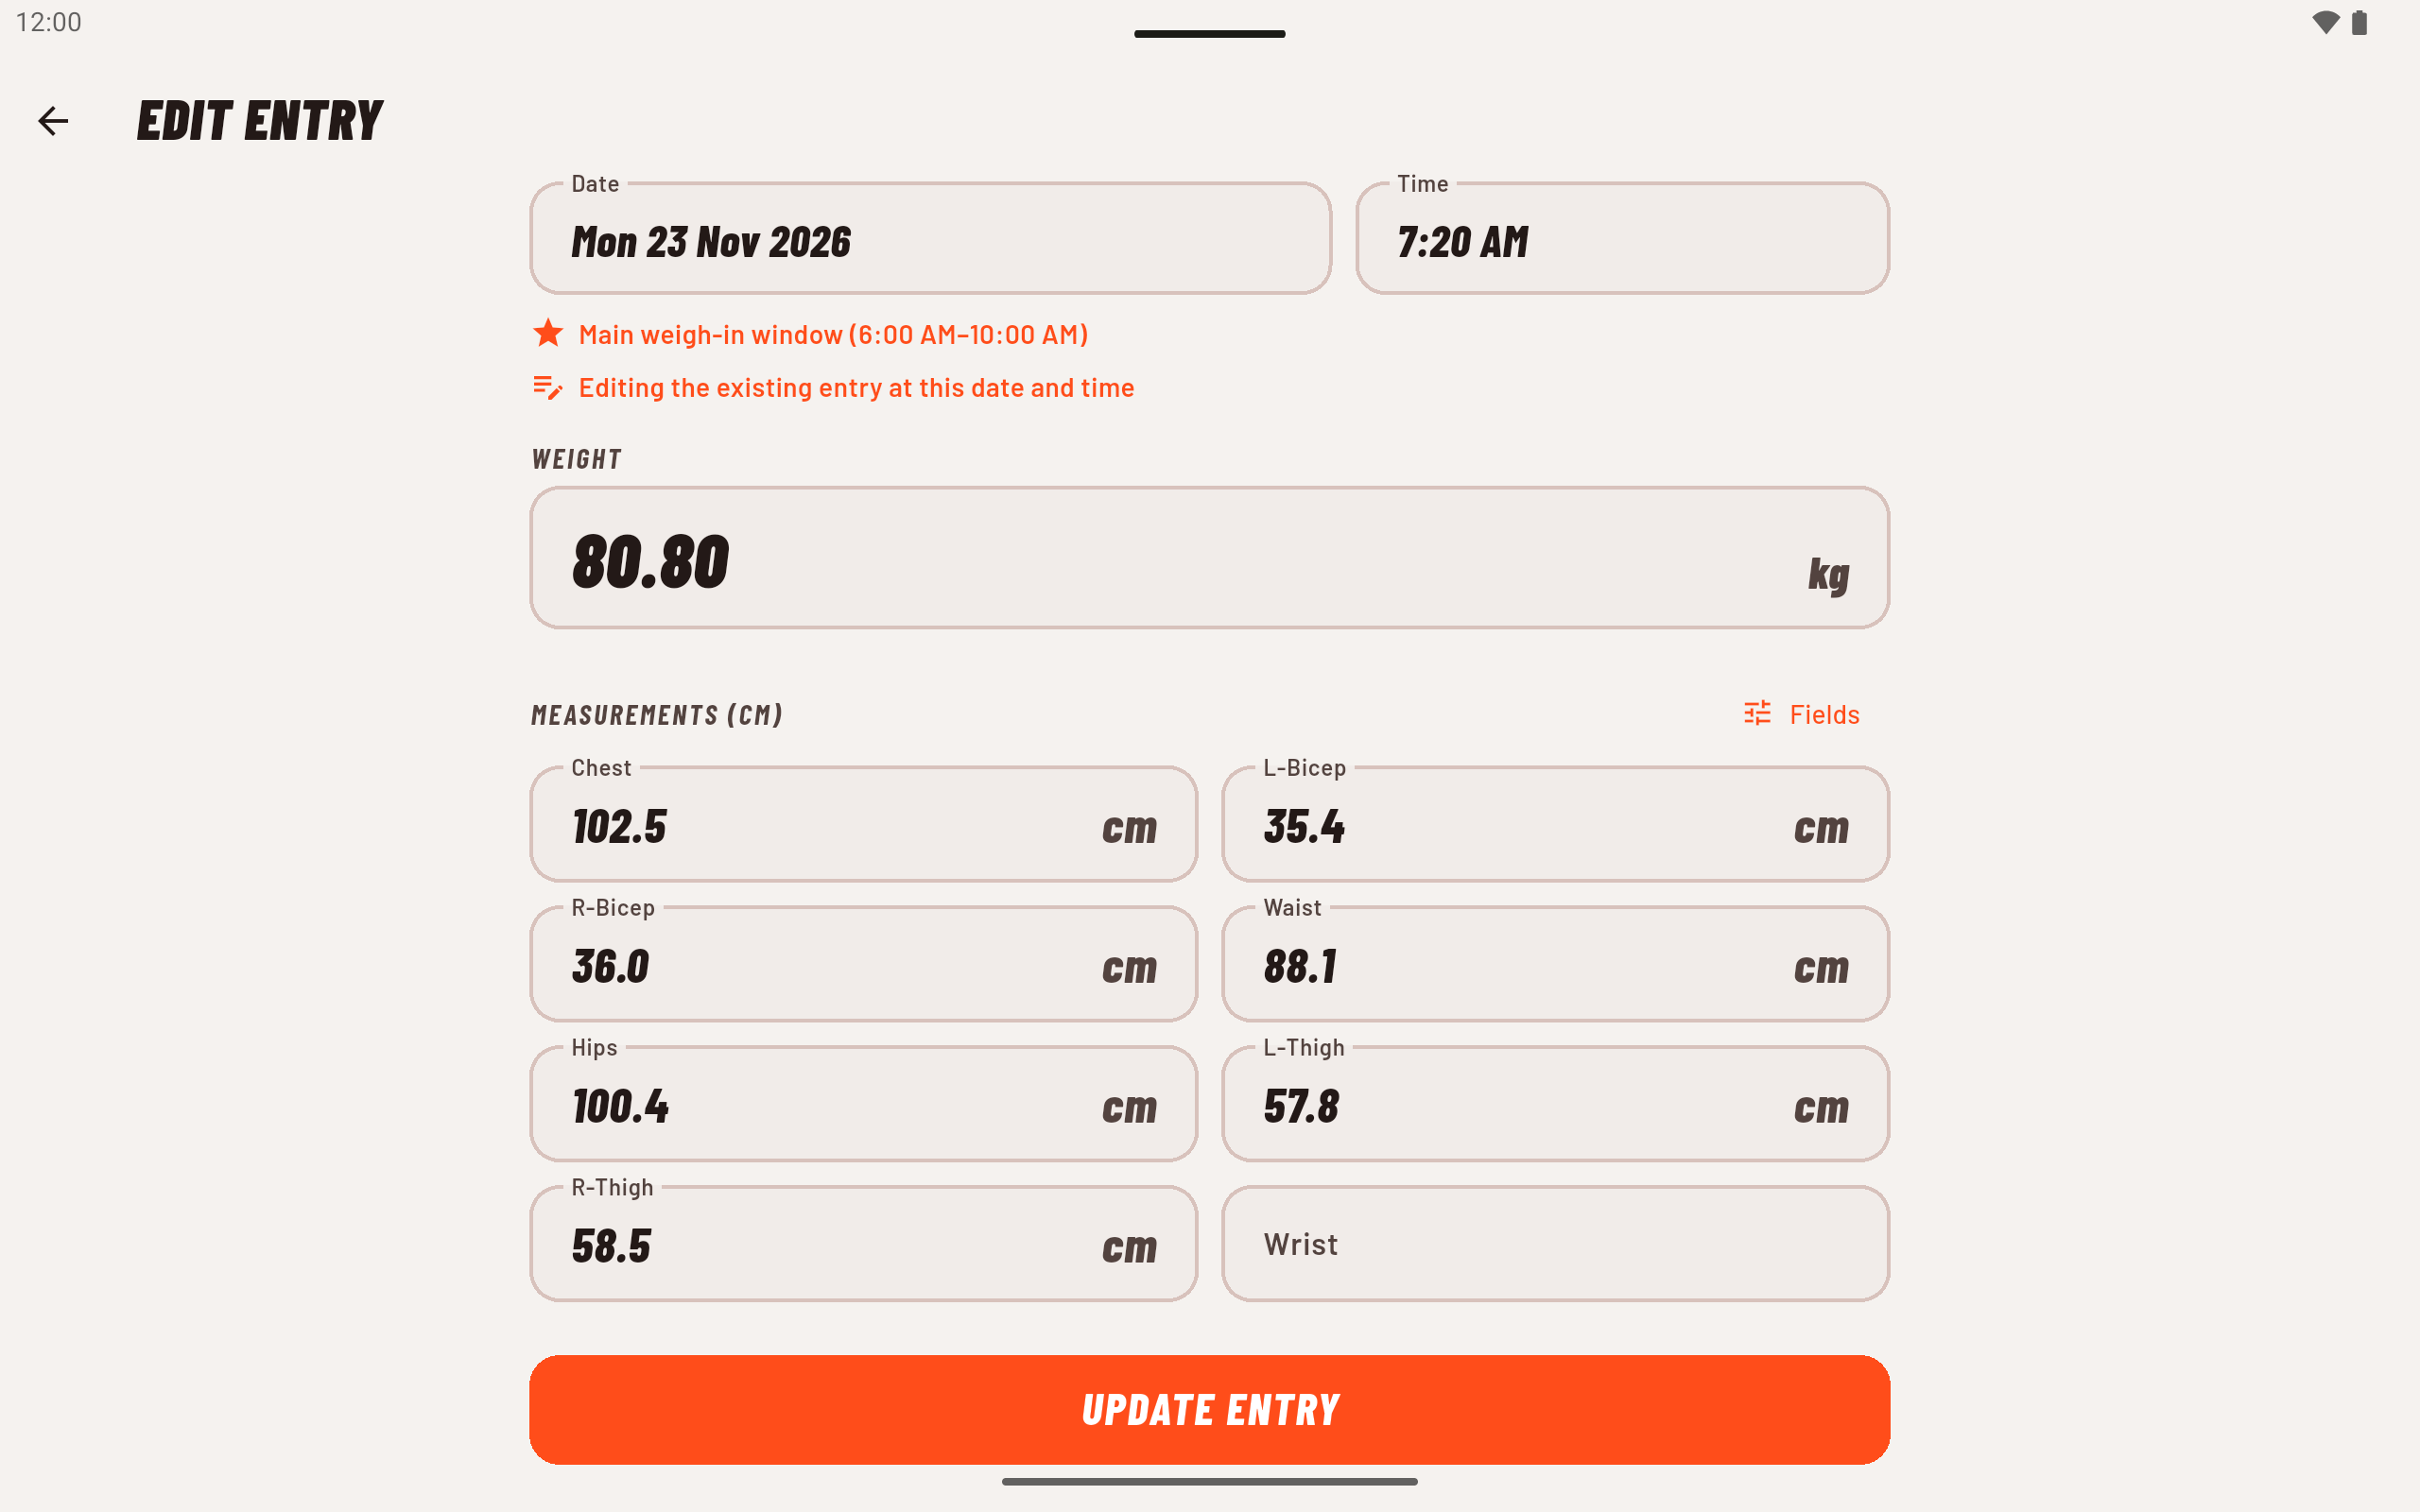 12:00
EDIT ENTRY
Date
Time
Mon 23 Nov 2026
7:20 AM
Main weigh-in window (6:00 AM–10:00 AM)
Editing the existing entry at this date and time
WEIGHT
80.80
kg
MEASUREMENTS (CM)
Fields
Chest
L-Bicep
102.5 cm
35.4 cm
R-Bicep
Waist
36.0 cm
88.1 cm
Hips
L-Thigh
100.4 cm
57.8 cm
R-Thigh
58.5 cm
Wrist
UPDATE ENTRY